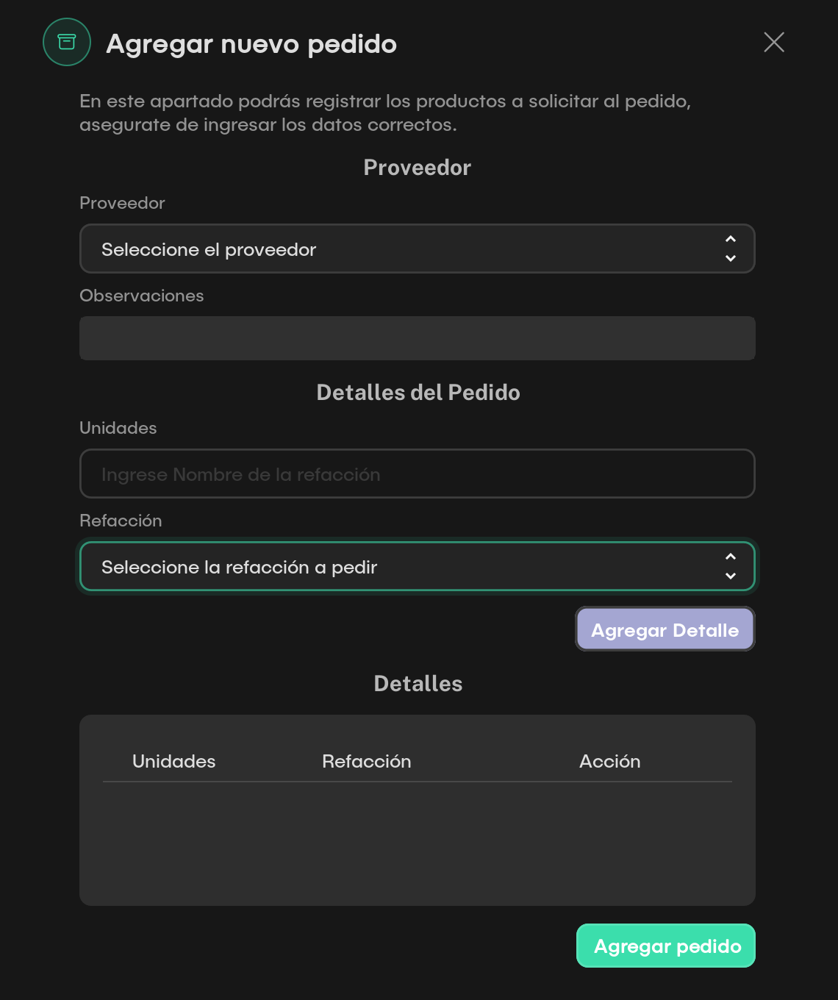 Agregar nuevo pedido
En este apartado podrás registrar los productos a solicitar al pedido,
asegurate de ingresar los datos correctos.
Proveedor
Proveedor
Seleccione el proveedor
Observaciones
Detalles del Pedido
Unidades
Ingrese Nombre de la refacción
Refacción
Seleccione la refacción a pedir
Agregar Detalle
Detalles
Unidades Refacción Acción
Agregar pedido